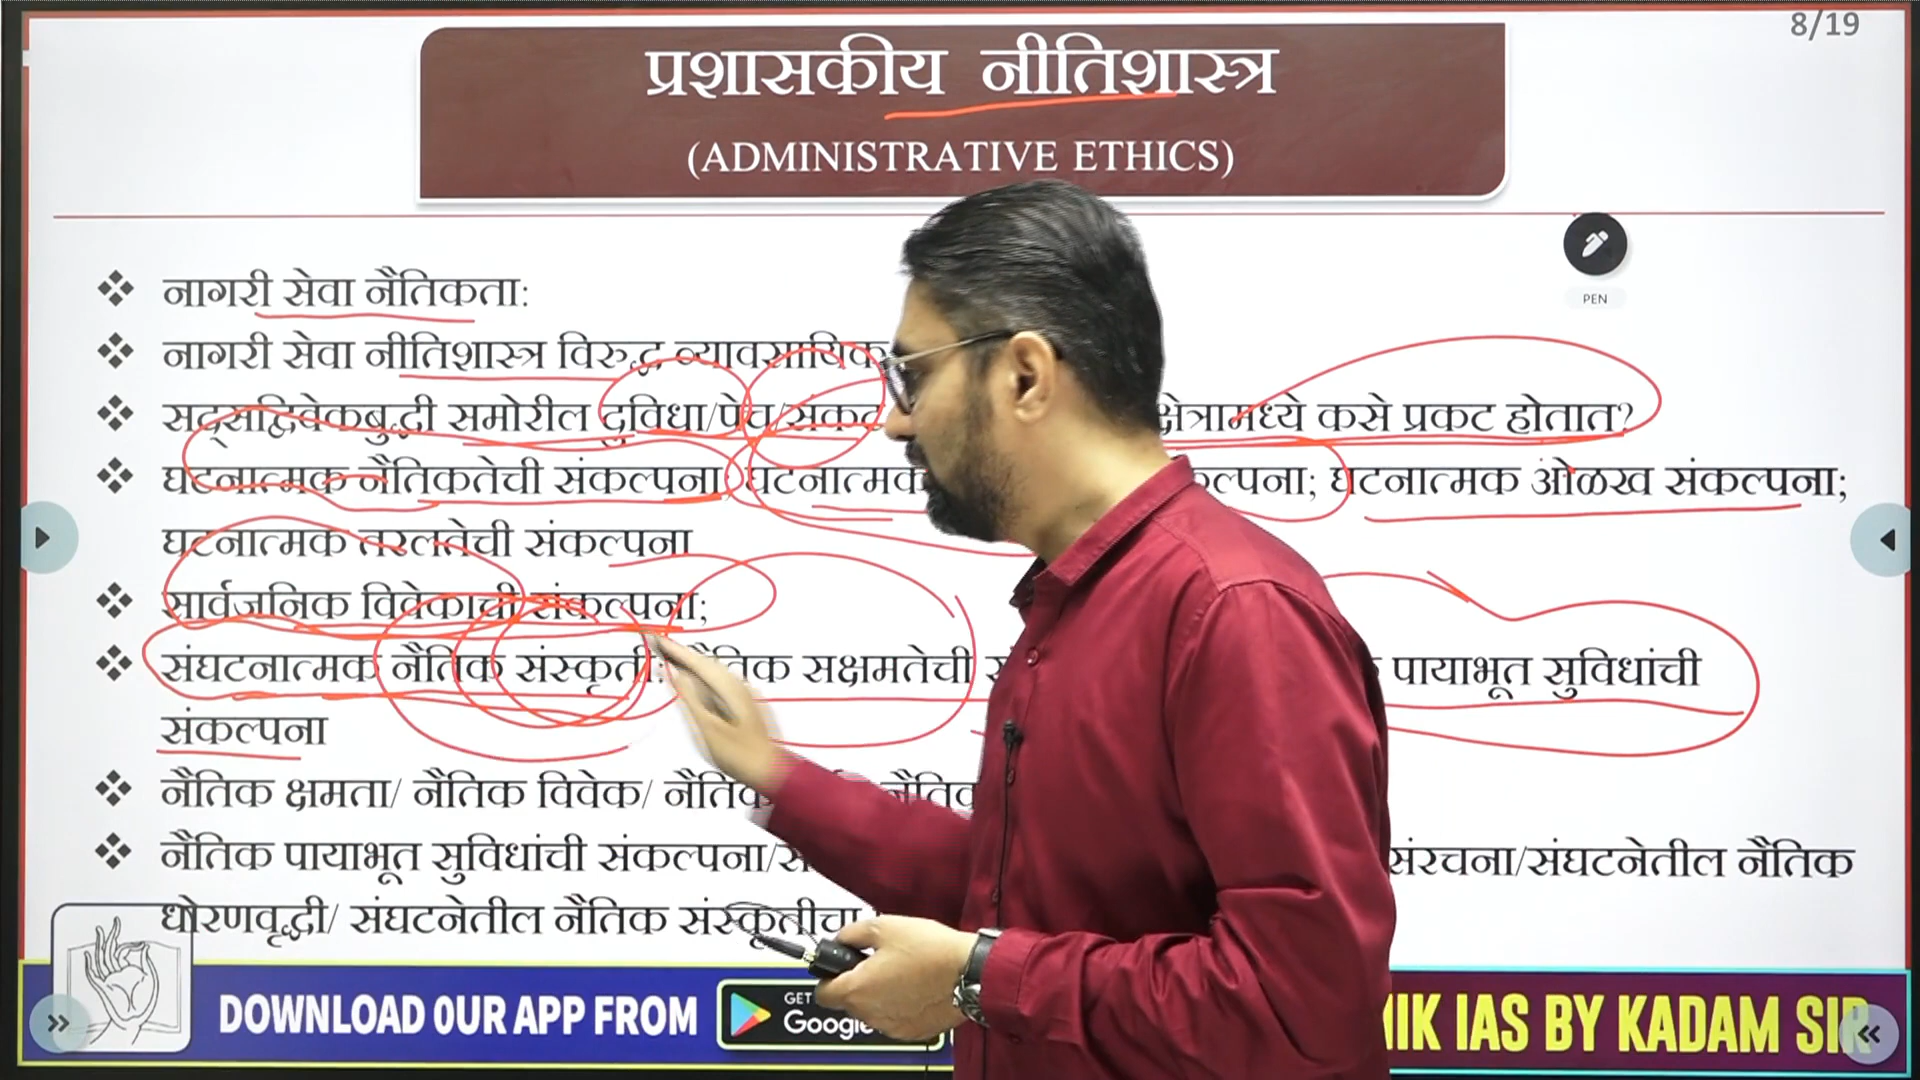 8/19
प्रशासकीय नीतिशास्त्र
(ADMINISTRATIVE ETHICS)
PEN
❖ नागरी सेवा नैतिकता:
❖ नागरी सेवा नीतिशास्त्र विरुद्ध व्यावसायिक
❖ सद्सद्विवेकबुद्धी समोरील दुविधा/पेच/संकट क्षेत्रामध्ये कसे प्रकट होतात?
❖ घटनात्मक नैतिकतेची संकल्पना घटनात्मक कल्पना; घटनात्मक ओळख संकल्पना;
घटनात्मक तरलतेची संकल्पना
❖ सार्वजनिक विवेकाची संकल्पना;
❖ संघटनात्मक नैतिक संस्कृती: नैतिक सक्षमतेची पायाभूत सुविधांची
संकल्पना
❖ नैतिक क्षमता/ नैतिक विवेक/ नैतिक नैतिक
❖ नैतिक पायाभूत सुविधांची संकल्पना/ संरचना/संघटनेतील नैतिक
धोरणवृद्धी/ संघटनेतील नैतिक संस्कृतीचा
DOWNLOAD 0UR APP FROM GET Google NIK IAS BY KADAM SIR